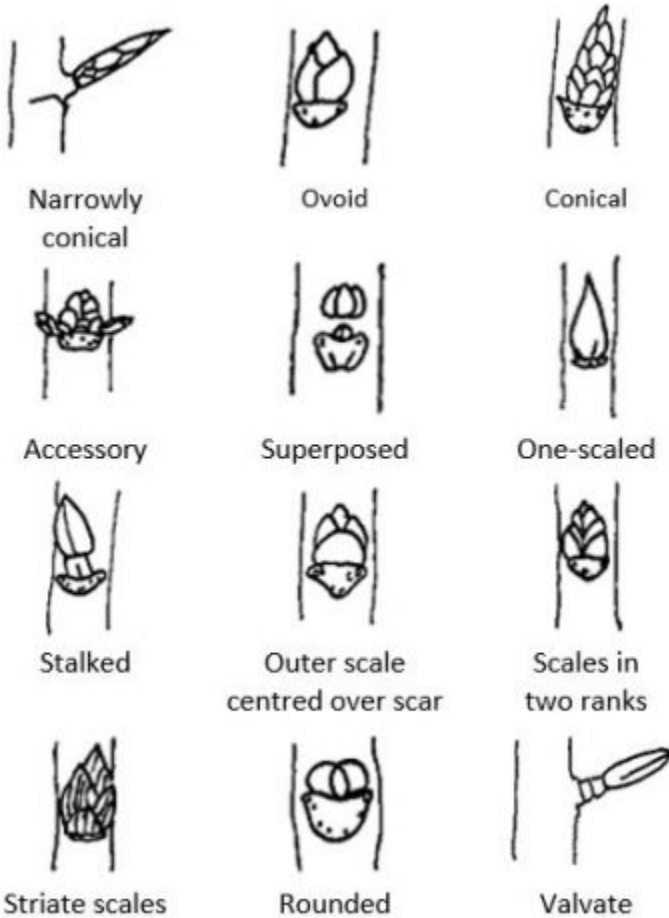 Narrowly
conical
Ovoid
Conical
Accessory
Superposed
One-scaled
Stalked
Outer scale
centred over scar
Scales in
two ranks
Striate scales
Rounded
Valvate